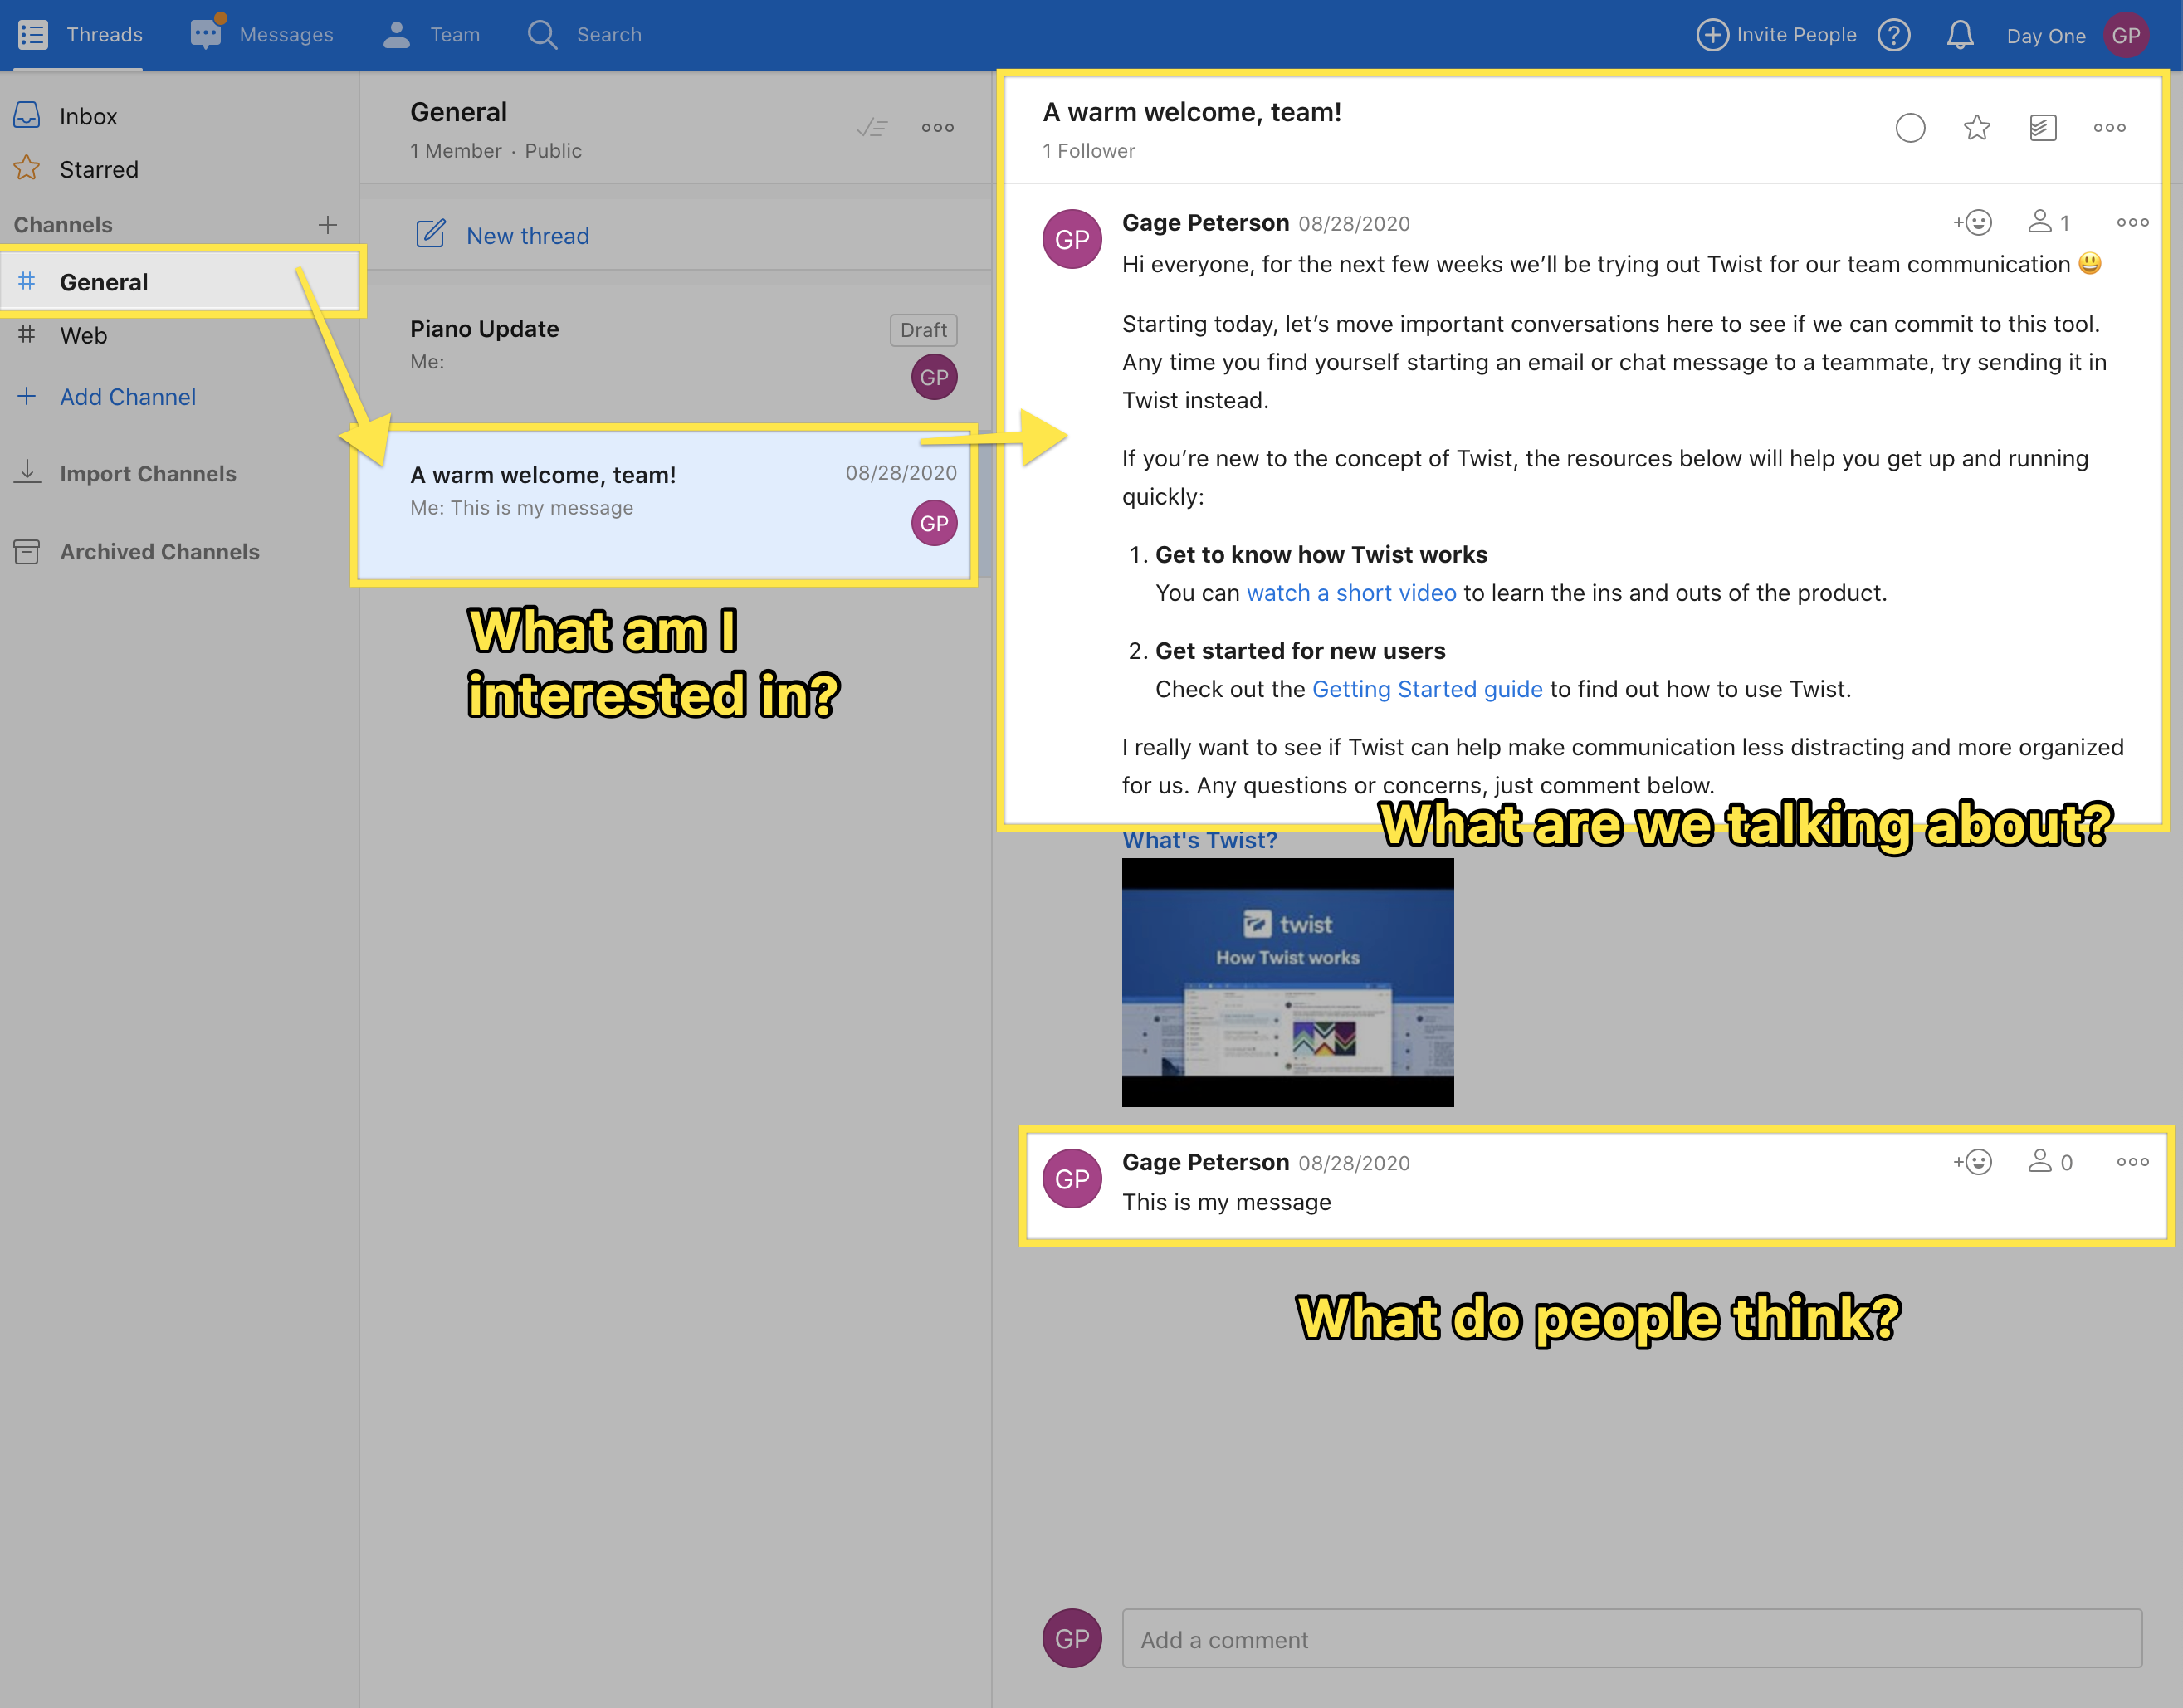 Threads
Messages
Team
Search
Invite People
?
Day One
GP
Inbox
Starred
Channels
General
Web
Add Channel
Import Channels
Archived Channels
General
1 Member · Public
New thread
Piano Update
Draft
Me:
GP
A warm welcome, team!
08/28/2020
Me: This is my message
GP
What am I
interested in?
A warm welcome, team!
1 Follower
GP
Gage Peterson 08/28/2020
1
Hi everyone, for the next few weeks we’ll be trying out Twist for our team communication 😃
Starting today, let’s move important conversations here to see if we can commit to this tool.
Any time you find yourself starting an email or chat message to a teammate, try sending it in
Twist instead.
If you’re new to the concept of Twist, the resources below will help you get up and running
quickly:
1. Get to know how Twist works
You can watch a short video to learn the ins and outs of the product.
2. Get started for new users
Check out the Getting Started guide to find out how to use Twist.
I really want to see if Twist can help make communication less distracting and more organized
for us. Any questions or concerns, just comment below.
What are we talking about?
What's Twist?
twist
How Twist works
GP
Gage Peterson 08/28/2020
0
This is my message
What do people think?
GP
Add a comment